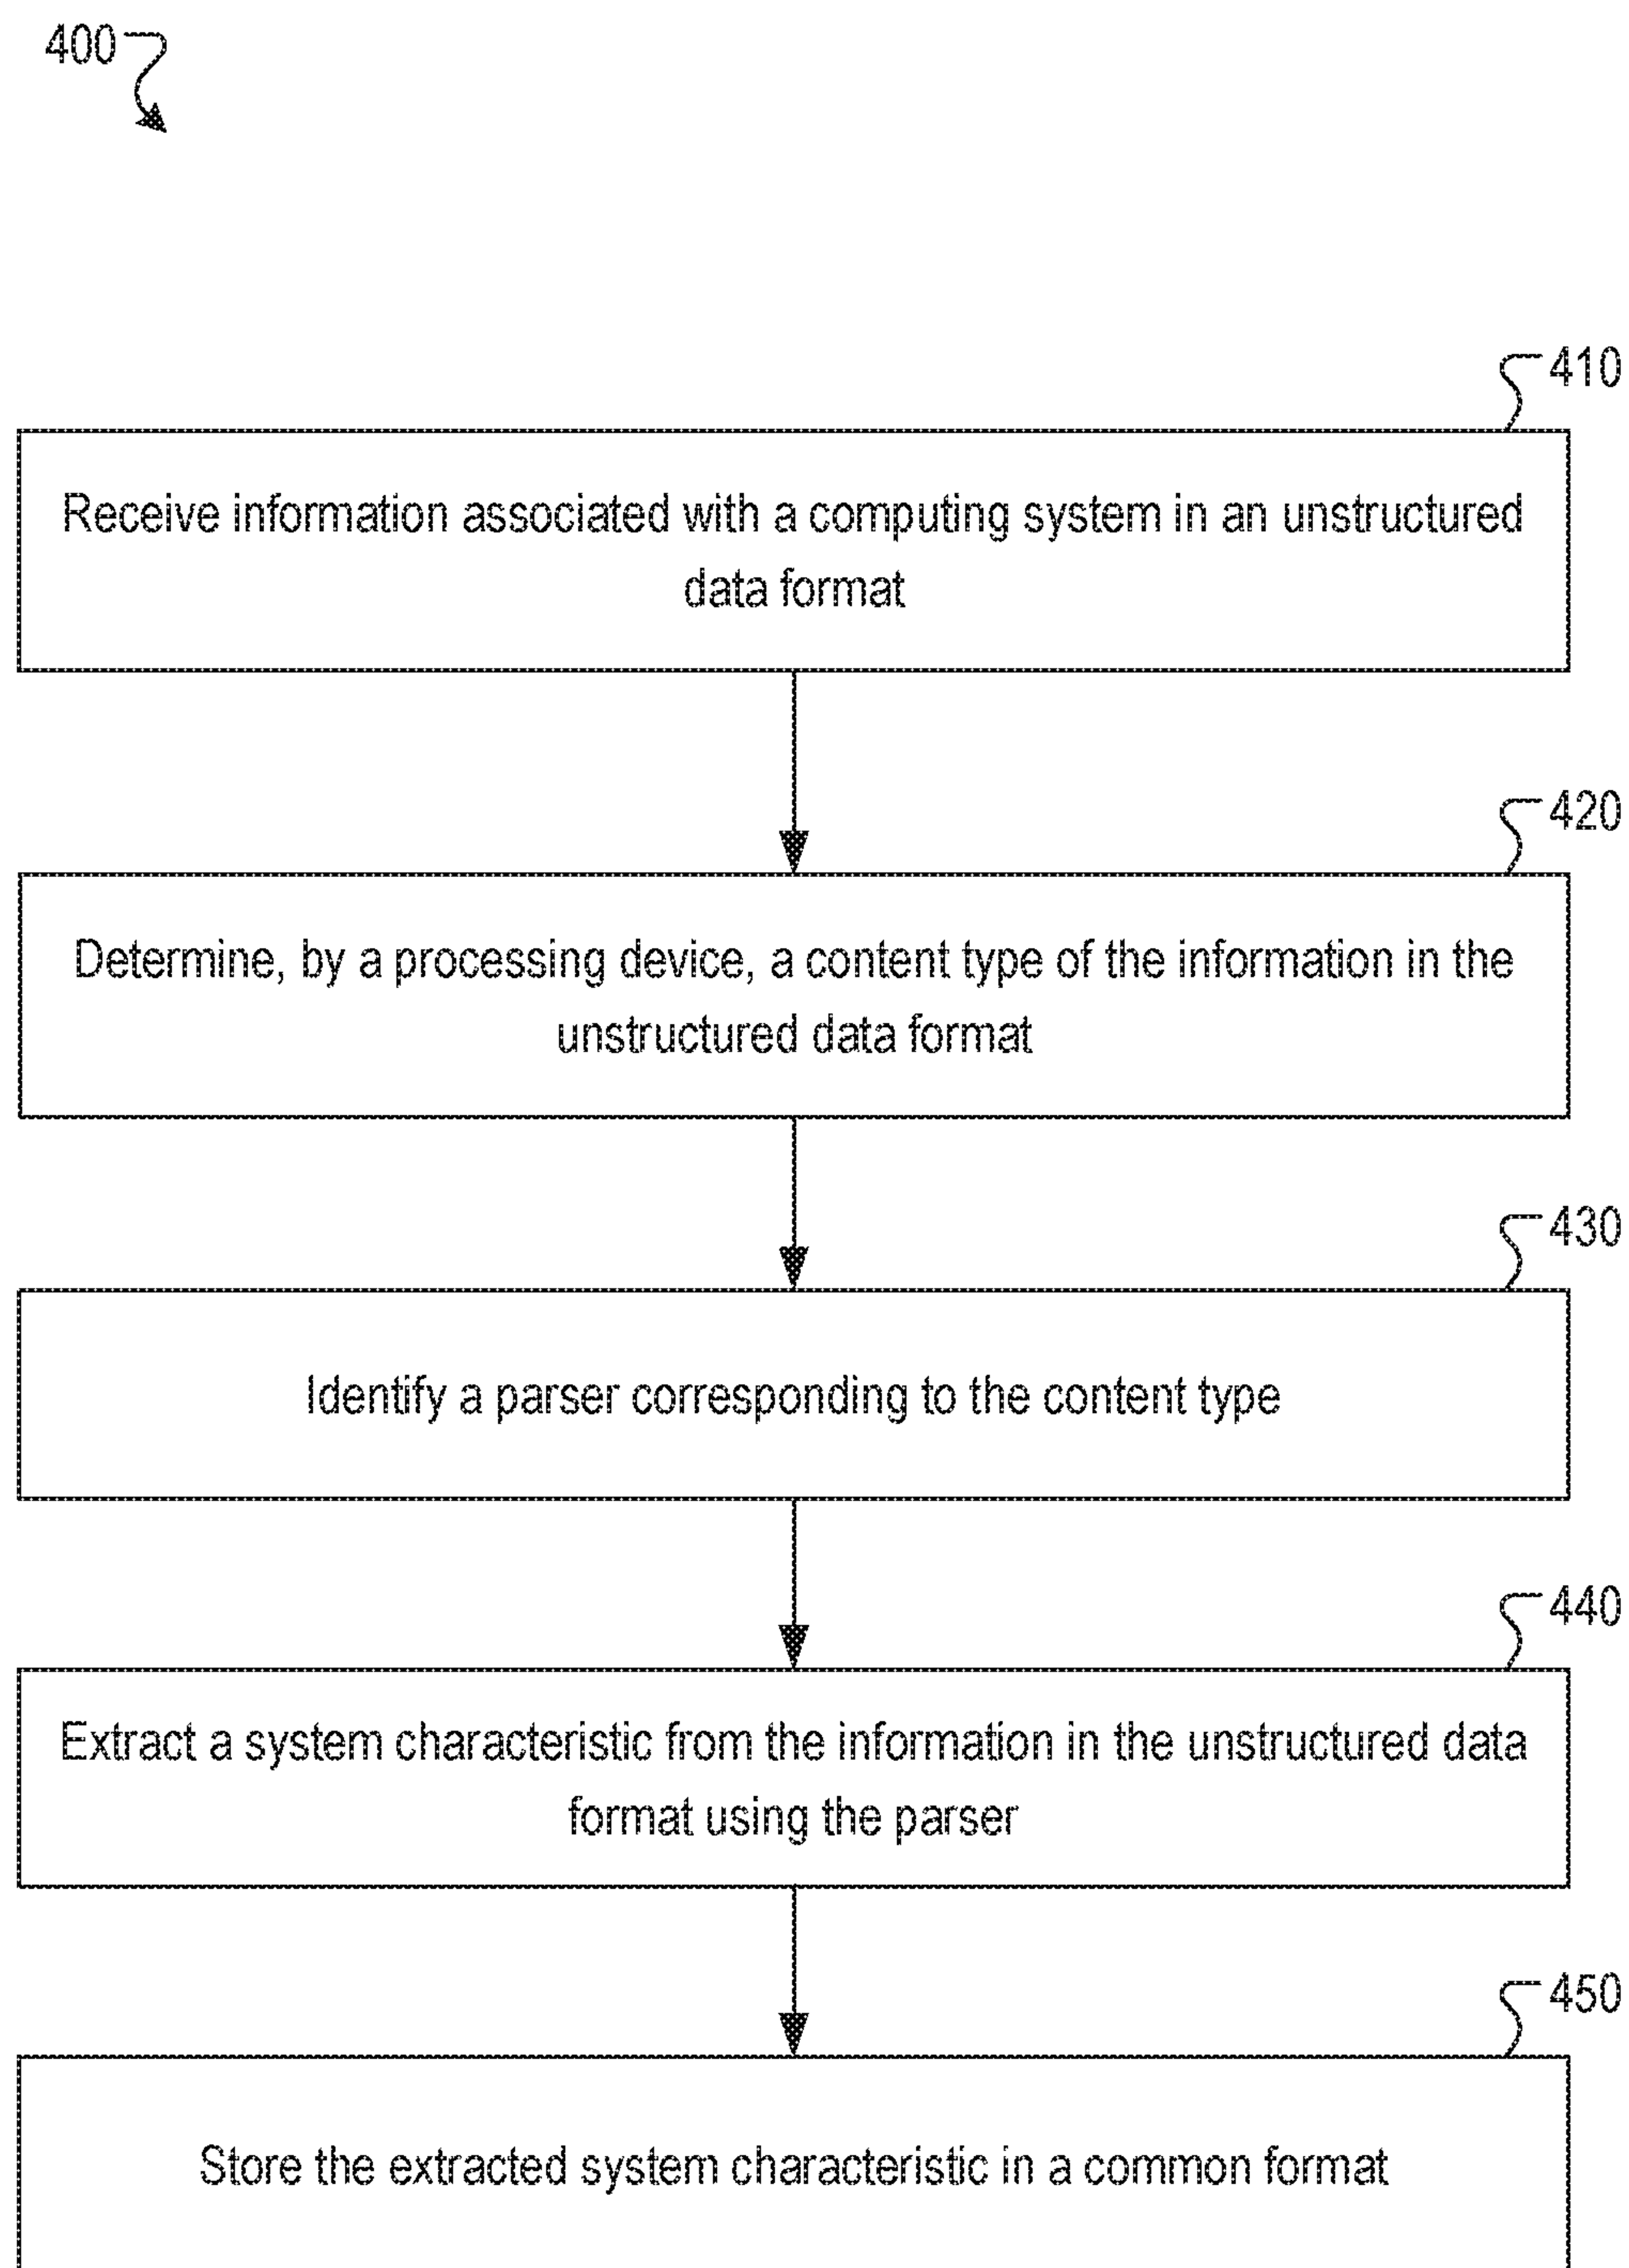 400
410
Receive information associated with a computing system in an unstructured
data format
420
Determine, by a processing device, a content type of the information in the
unstructured data format
430
Identify a parser corresponding to the content type
440
Extract a system characteristic from the information in the unstructured data
format using the parser
450
Store the extracted system characteristic in a common format